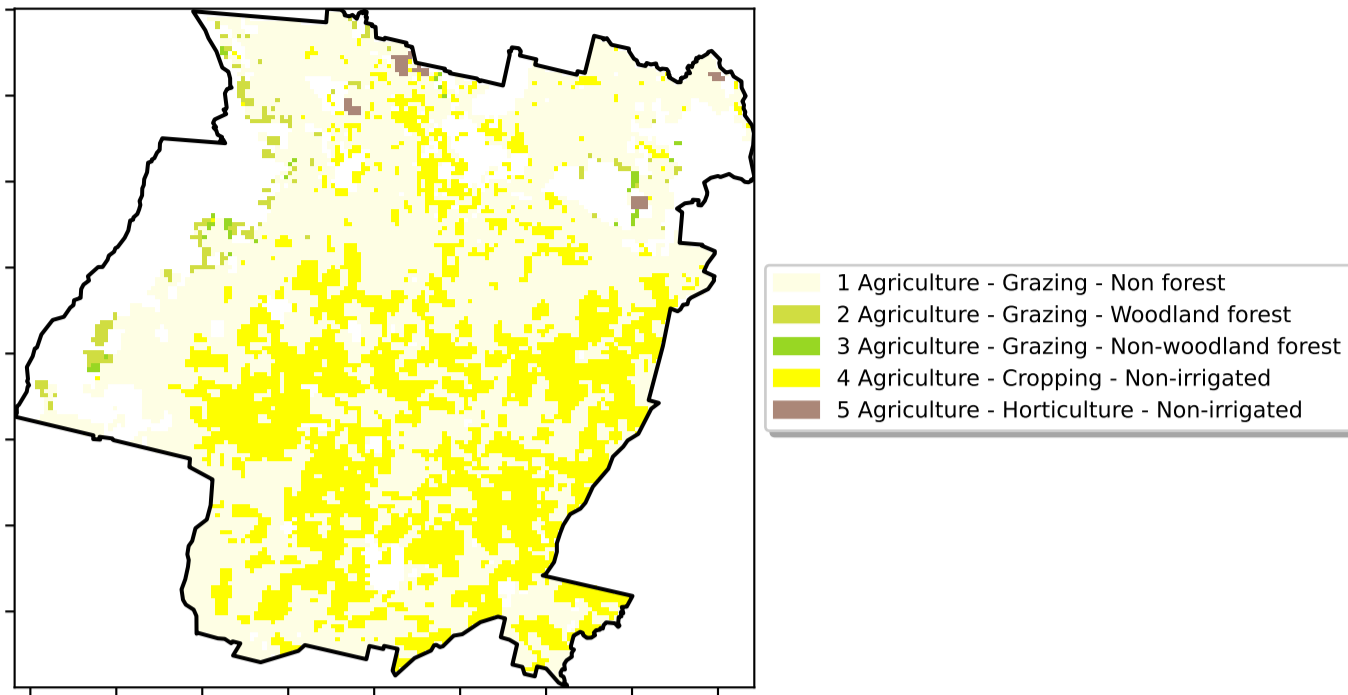 1 Agriculture - Grazing - Non forest
2 Agriculture - Grazing - Woodland forest
3 Agriculture - Grazing - Non-woodland forest
4 Agriculture - Cropping - Non-irrigated
5 Agriculture - Horticulture - Non-irrigated